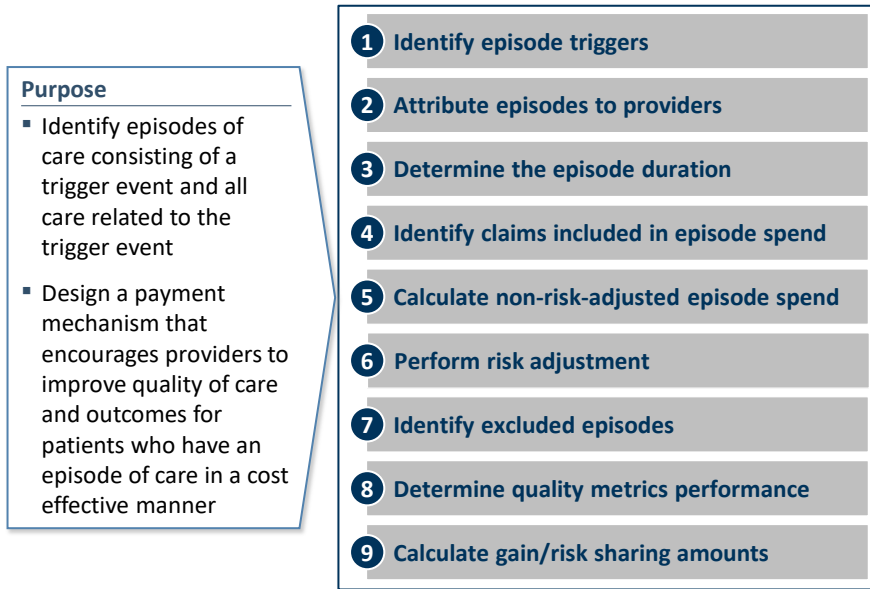 Purpose
▪ Identify episodes of
care consisting of a
trigger event and all
care related to the
trigger event
▪ Design a payment
mechanism that
encourages providers to
improve quality of care
and outcomes for
patients who have an
episode of care in a cost
effective manner
1 Identify episode triggers
2 Attribute episodes to providers
3 Determine the episode duration
4 Identify claims included in episode spend
5 Calculate non-risk-adjusted episode spend
6 Perform risk adjustment
7 Identify excluded episodes
8 Determine quality metrics performance
9 Calculate gain/risk sharing amounts